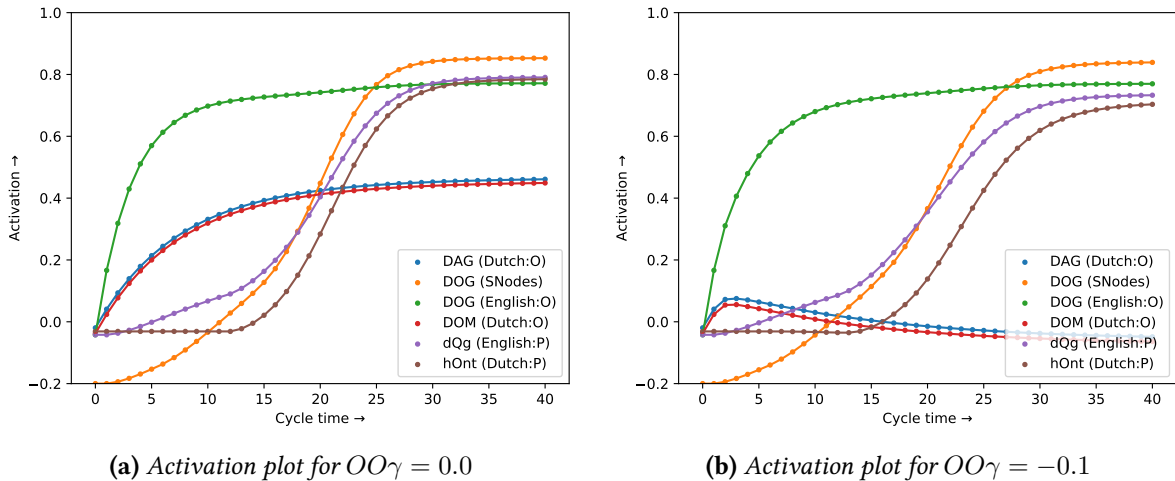 1.0
0.8
0.6
0.4
0.2
0.0
−0.2
Activation →
0 5 10 15 20 25 30 35 40
Cycle time →
DAG (Dutch:O)
DOG (SNodes)
DOG (English:O)
DOM (Dutch:O)
dQg (English:P)
hOnt (Dutch:P)
(a) Activation plot for OOγ = 0.0
1.0
0.8
0.6
0.4
0.2
0.0
−0.2
Activation →
0 5 10 15 20 25 30 35 40
Cycle time →
DAG (Dutch:O)
DOG (SNodes)
DOG (English:O)
DOM (Dutch:O)
dQg (English:P)
hOnt (Dutch:P)
(b) Activation plot for OOγ = −0.1